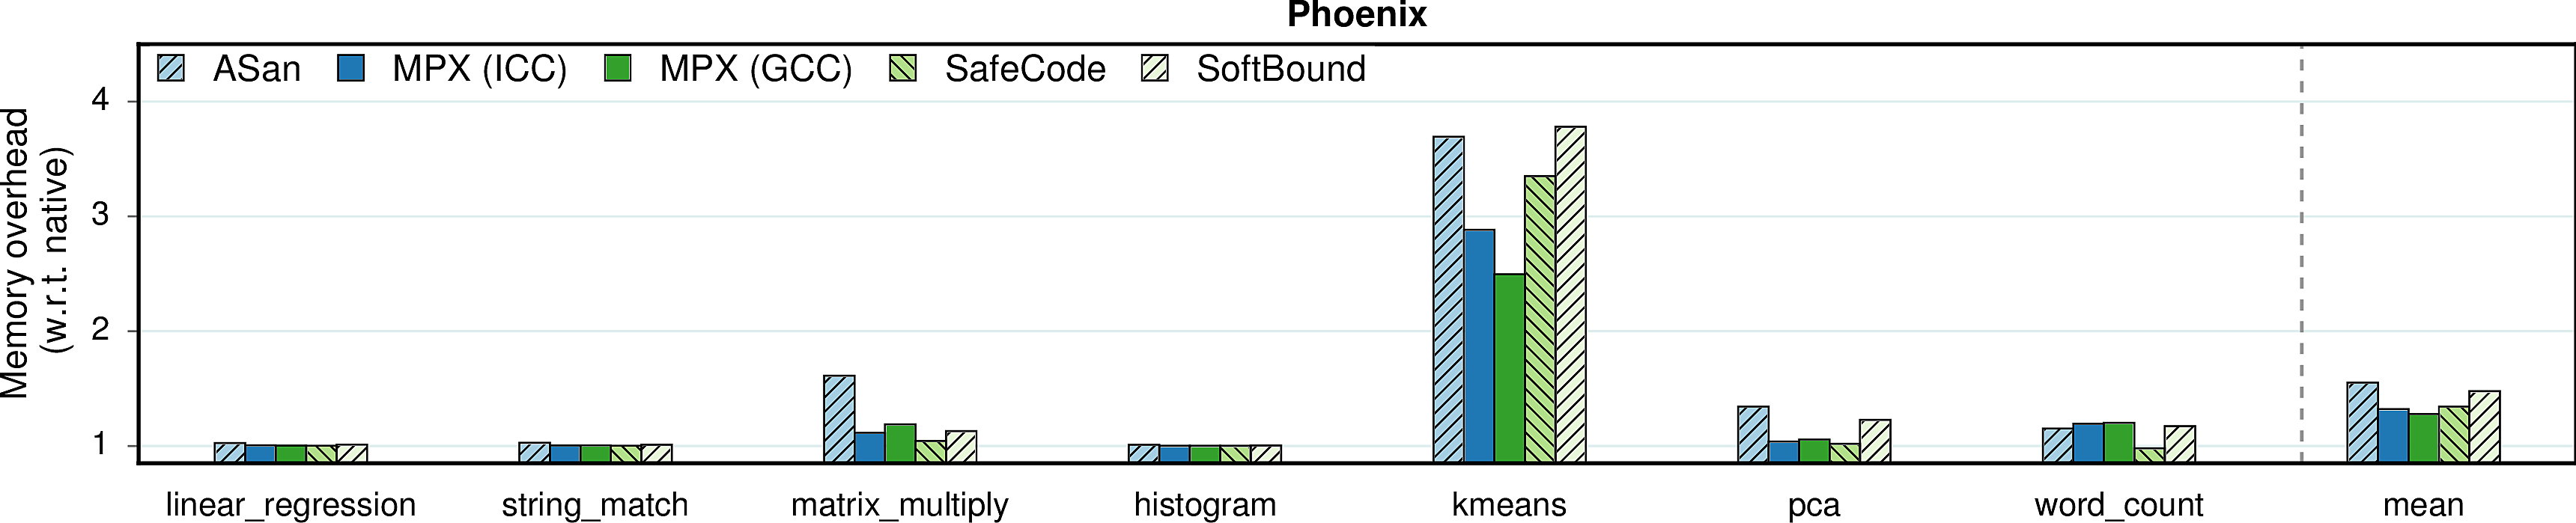 Phoenix
ASan MPX (ICC) MPX (GCC) SafeCode SoftBound
Memory overhead
(w.r.t. native)
4
3
2
1
linear_regression string_match matrix_multiply histogram kmeans pca word_count mean